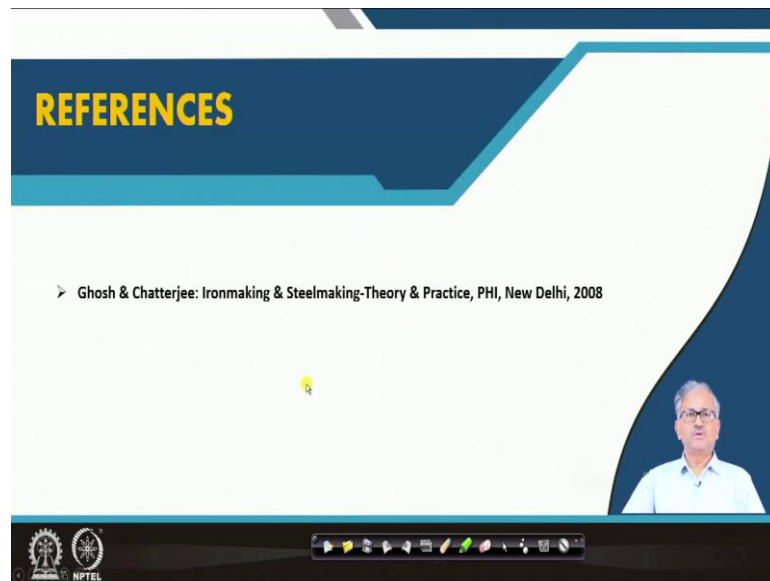 REFERENCES
➢ Ghosh & Chatterjee: Ironmaking & Steelmaking-Theory & Practice, PHI, New Delhi, 2008
NPTEL